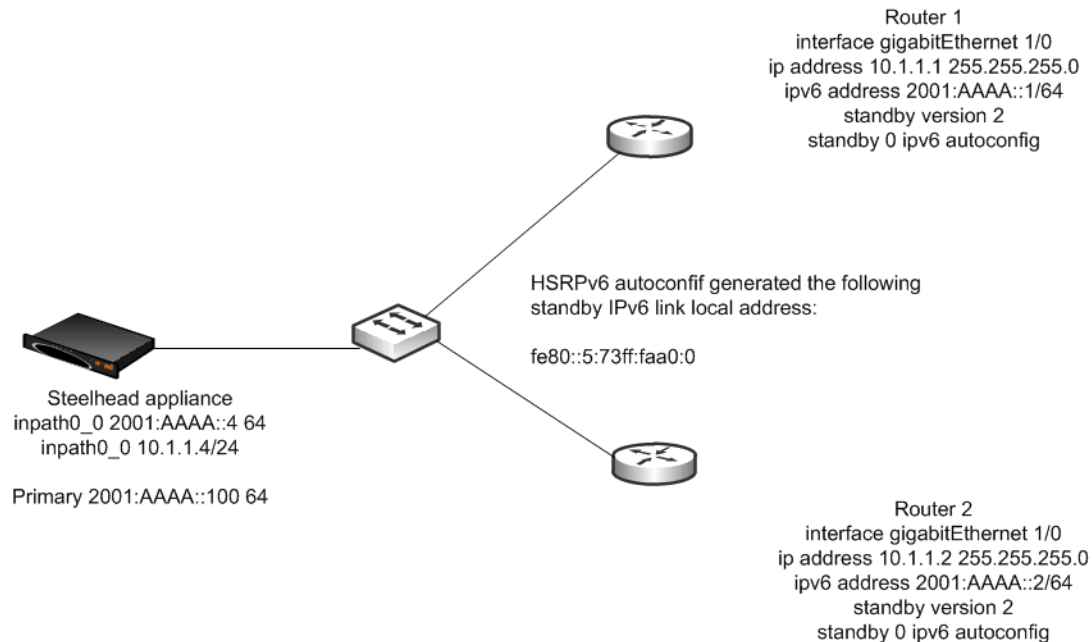 Router 1
interface gigabitEthernet 1/0
ip address 10.1.1.1 255.255.255.0
ipv6 address 2001:AAAA::1/64
standby version 2
standby 0 ipv6 autoconfig
HSRPv6 autoconfif generated the following
standby IPv6 link local address:
fe80::5:73ff:faa0:0
Steelhead appliance
inpath0_0 2001:AAAA::4 64
inpath0_0 10.1.1.4/24
Primary 2001:AAAA::100 64
Router 2
interface gigabitEthernet 1/0
ip address 10.1.1.2 255.255.255.0
ipv6 address 2001:AAAA::2/64
standby version 2
standby 0 ipv6 autoconfig